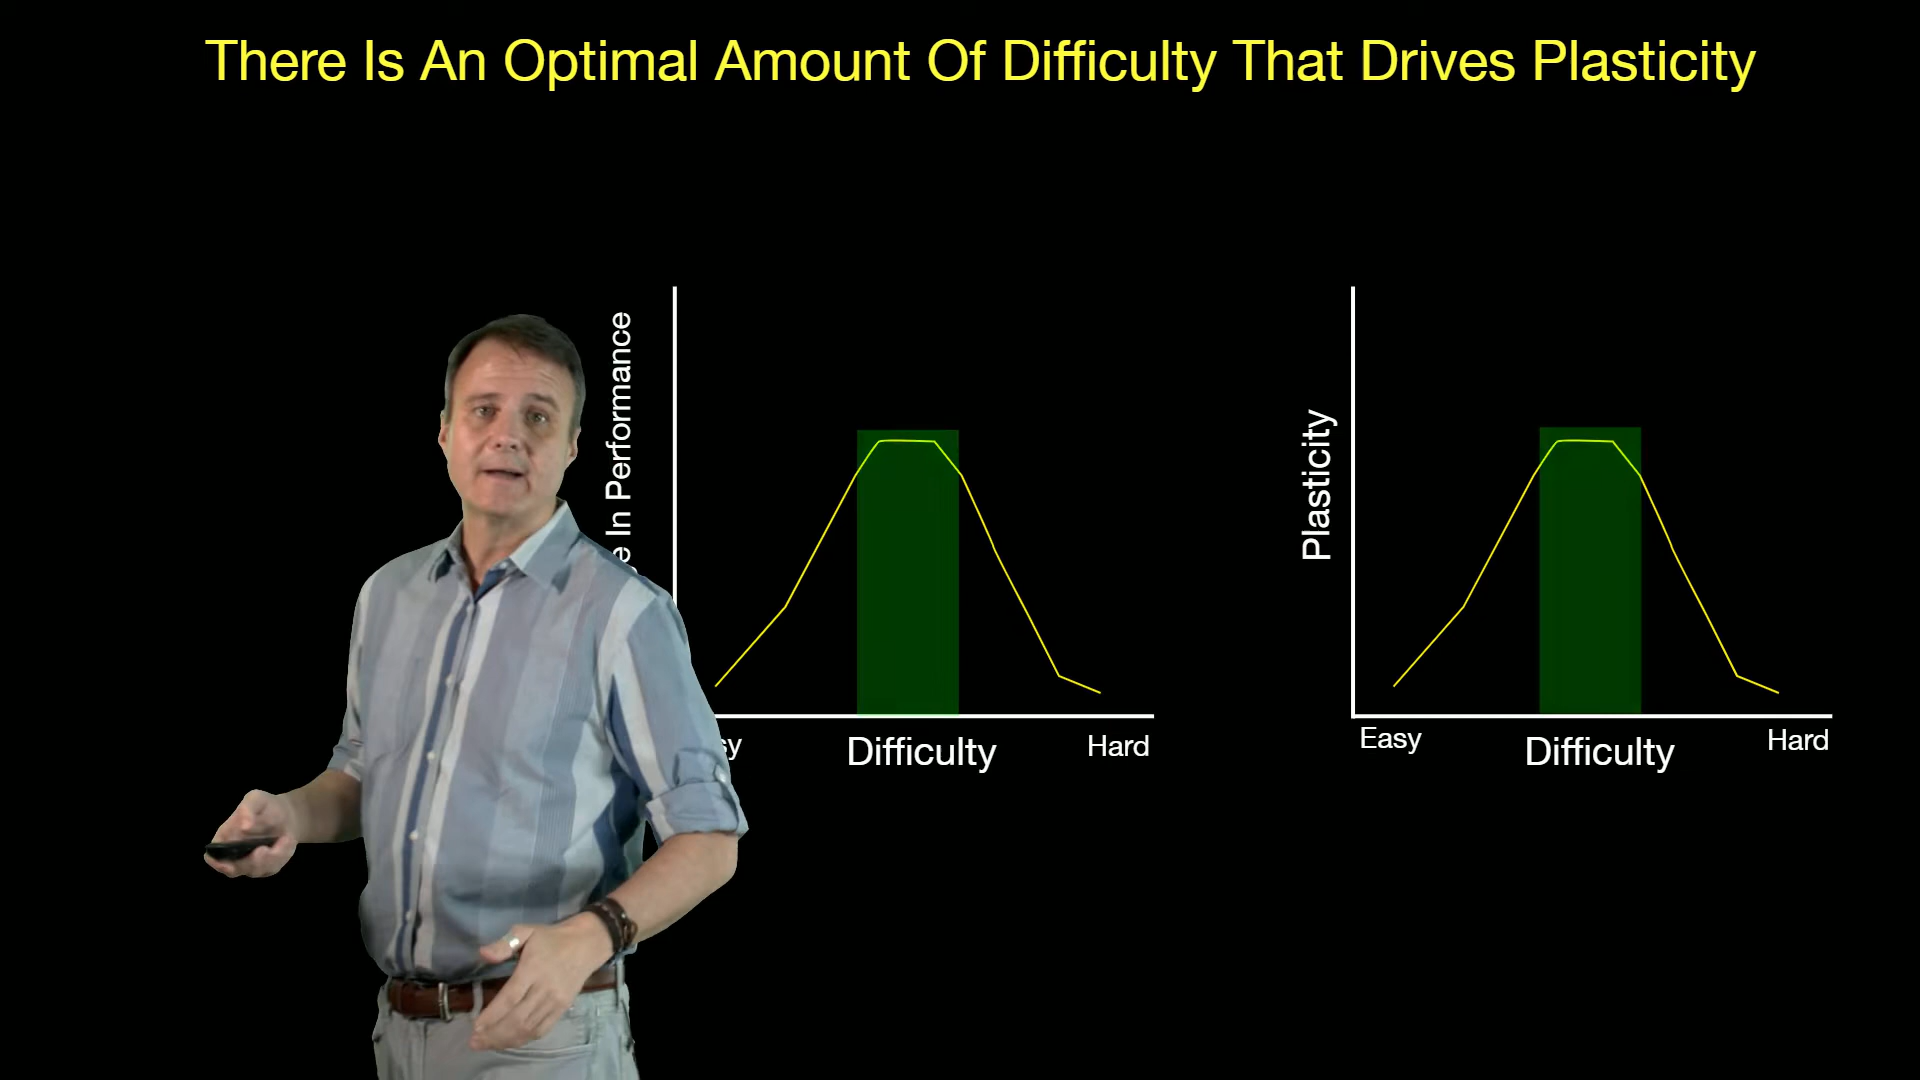 There Is An Optimal Amount Of Difficulty That Drives Plasticity
In Performance
Difficulty
Hard
Plasticity
Easy
Difficulty
Hard